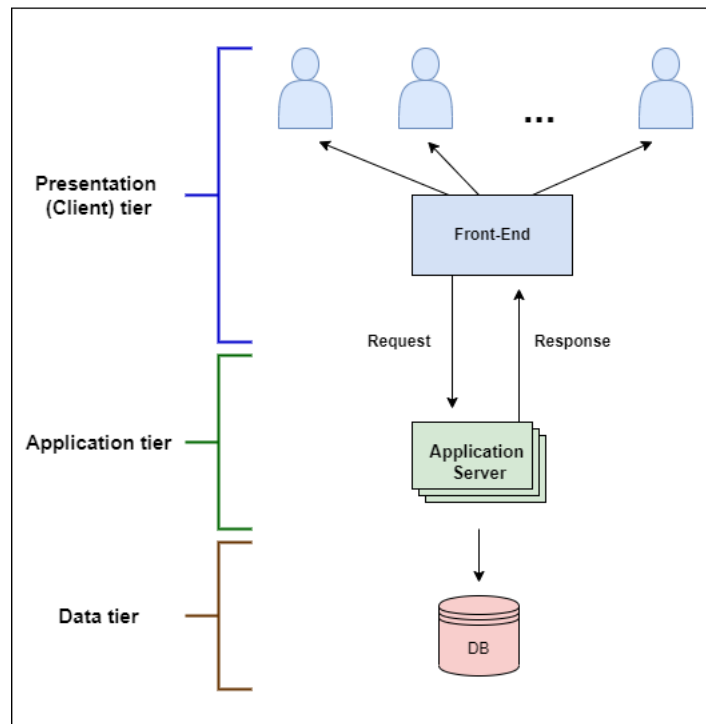 ...
Presentation
(Client) tier
Front-End
Request
Response
Application tier
Application
Server
Data tier
DB